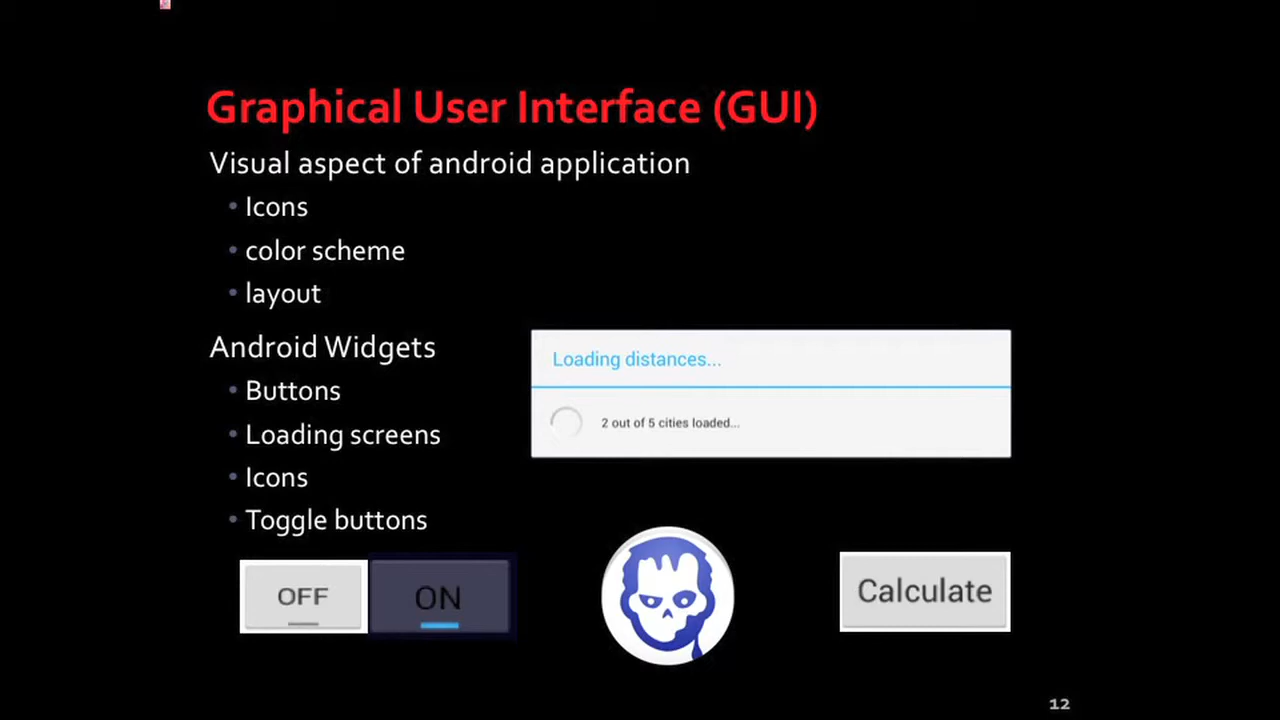 Graphical User Interface (GUI)
Visual aspect of android application
• Icons
• color scheme
• layout
Android Widgets
• Buttons
• Loading screens
• Icons
• Toggle buttons
Loading distances...
2 out of 5 cities loaded...
OFF
ON
Calculate
12